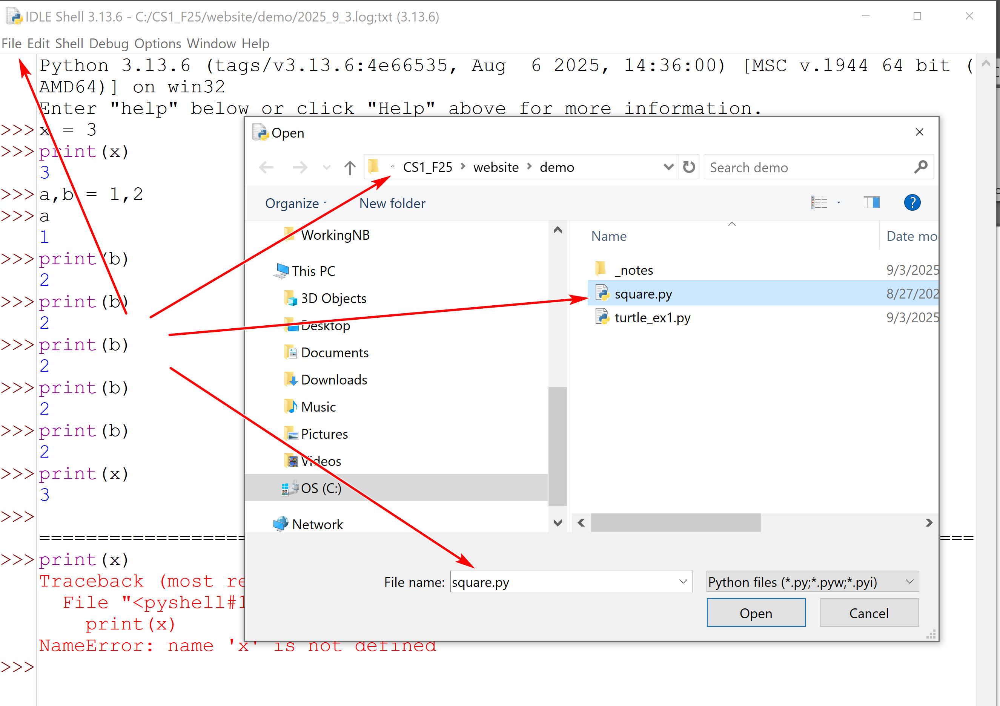 IDLE Shell 3.13.6 - C:/CS1_F25/website/demo/2025_9_3.log;txt (3.13.6)
File Edit Shell Debug Options Window Help
Python 3.13.6 (tags/v3.13.6:4e66535, Aug  6 2025, 14:36:00) [MSC v.1944 64 bit (
AMD64)] on win32
Enter "help" below or click "Help" above for more information.
>>> x = 3
>>> print(x)
3
>>> a,b = 1,2
>>> a
1
>>> print(b)
2
>>> print(b)
2
>>> print(b)
2
>>> print(b)
2
>>> print(b)
2
>>> print(x)
3
>>>
==================
===
>>> print(x)
Traceback (most re
File "<pyshell#1
print(x)
NameError: name 'x' is not defined
>>>
Open
« CS1_F25 > website > demo
Search demo
Organize
New folder
?
WorkingNB
This PC
3D Objects
Desktop
Documents
Downloads
Music
Pictures
Videos
OS (C:)
Network
Name Date mo
_notes 9/3/2025
square.py 8/27/202
turtle_ex1.py 9/3/2025
File name: square.py
Python files (*.py;*.pyw;*.pyi)
Open
Cancel